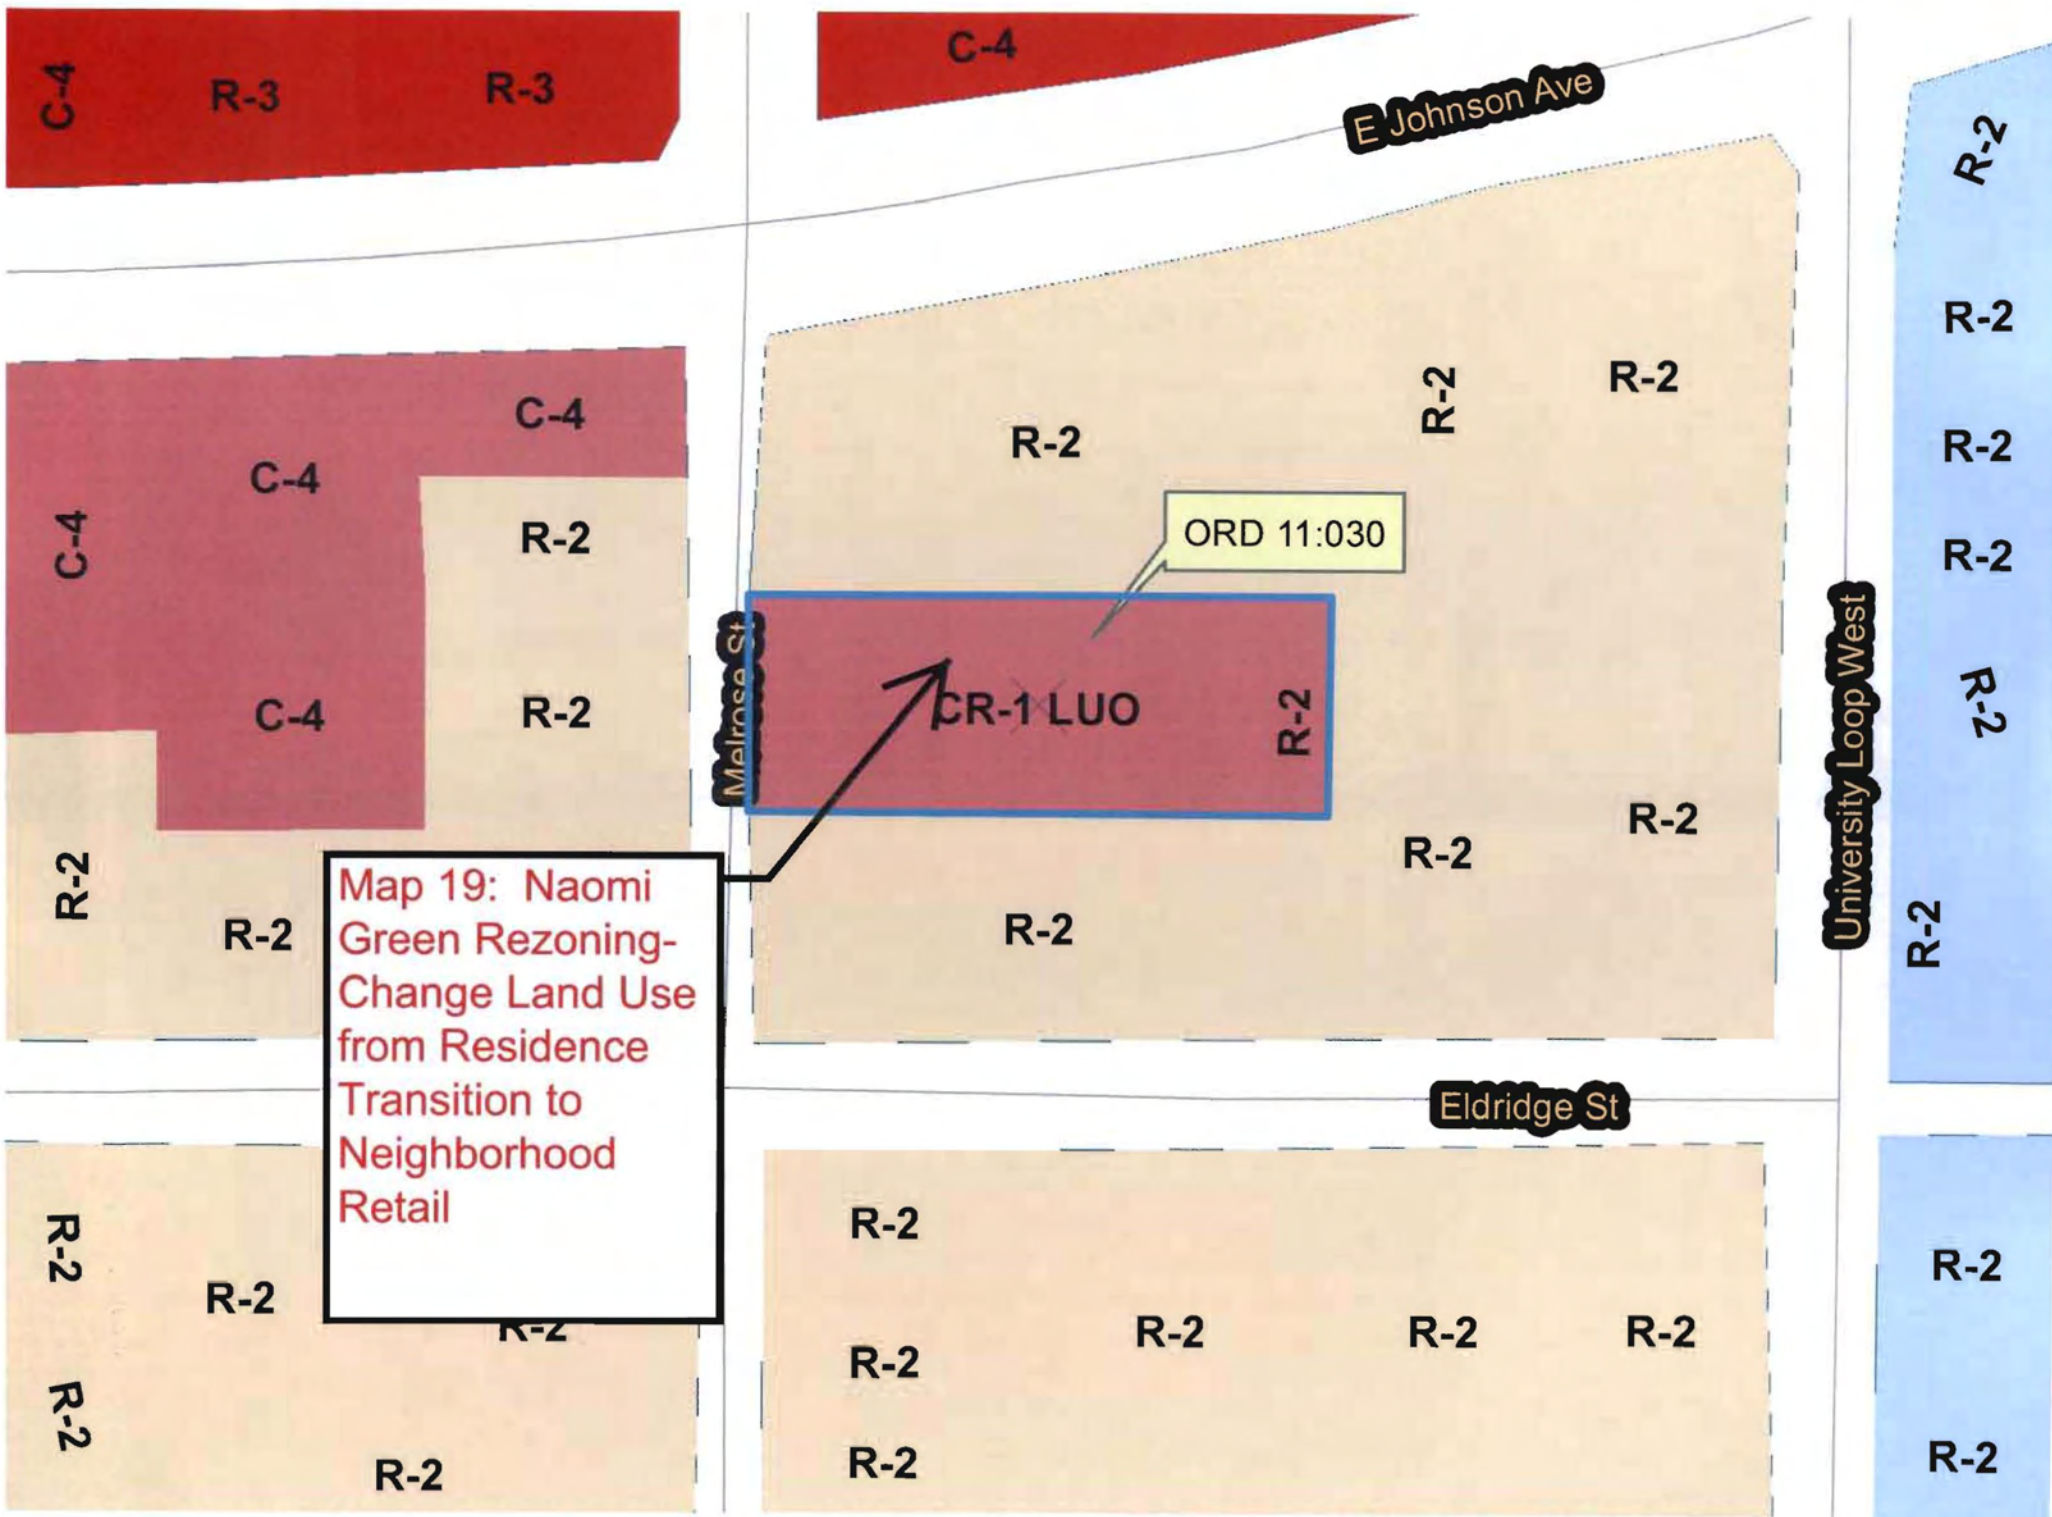 C-4
R-3
R-3
C-4
E Johnson Ave
R-2
R-2
R-2
R-2
R-2
R-2
C-4
C-4
C-4
C-4
R-2
R-2
R-2
R-2
R-2
R-2
ORD 11:030
Melrose St
CR-1 LUO
R-2
University Loop West
R-2
R-2
R-2
R-2
R-2
Map 19: Naomi
Green Rezoning-
Change Land Use
from Residence
Transition to
Neighborhood
Retail
Eldridge St
R-2
R-2
R-2
R-2
R-2
R-2
R-2
R-2
R-2
R-2
R-2
R-2
R-2